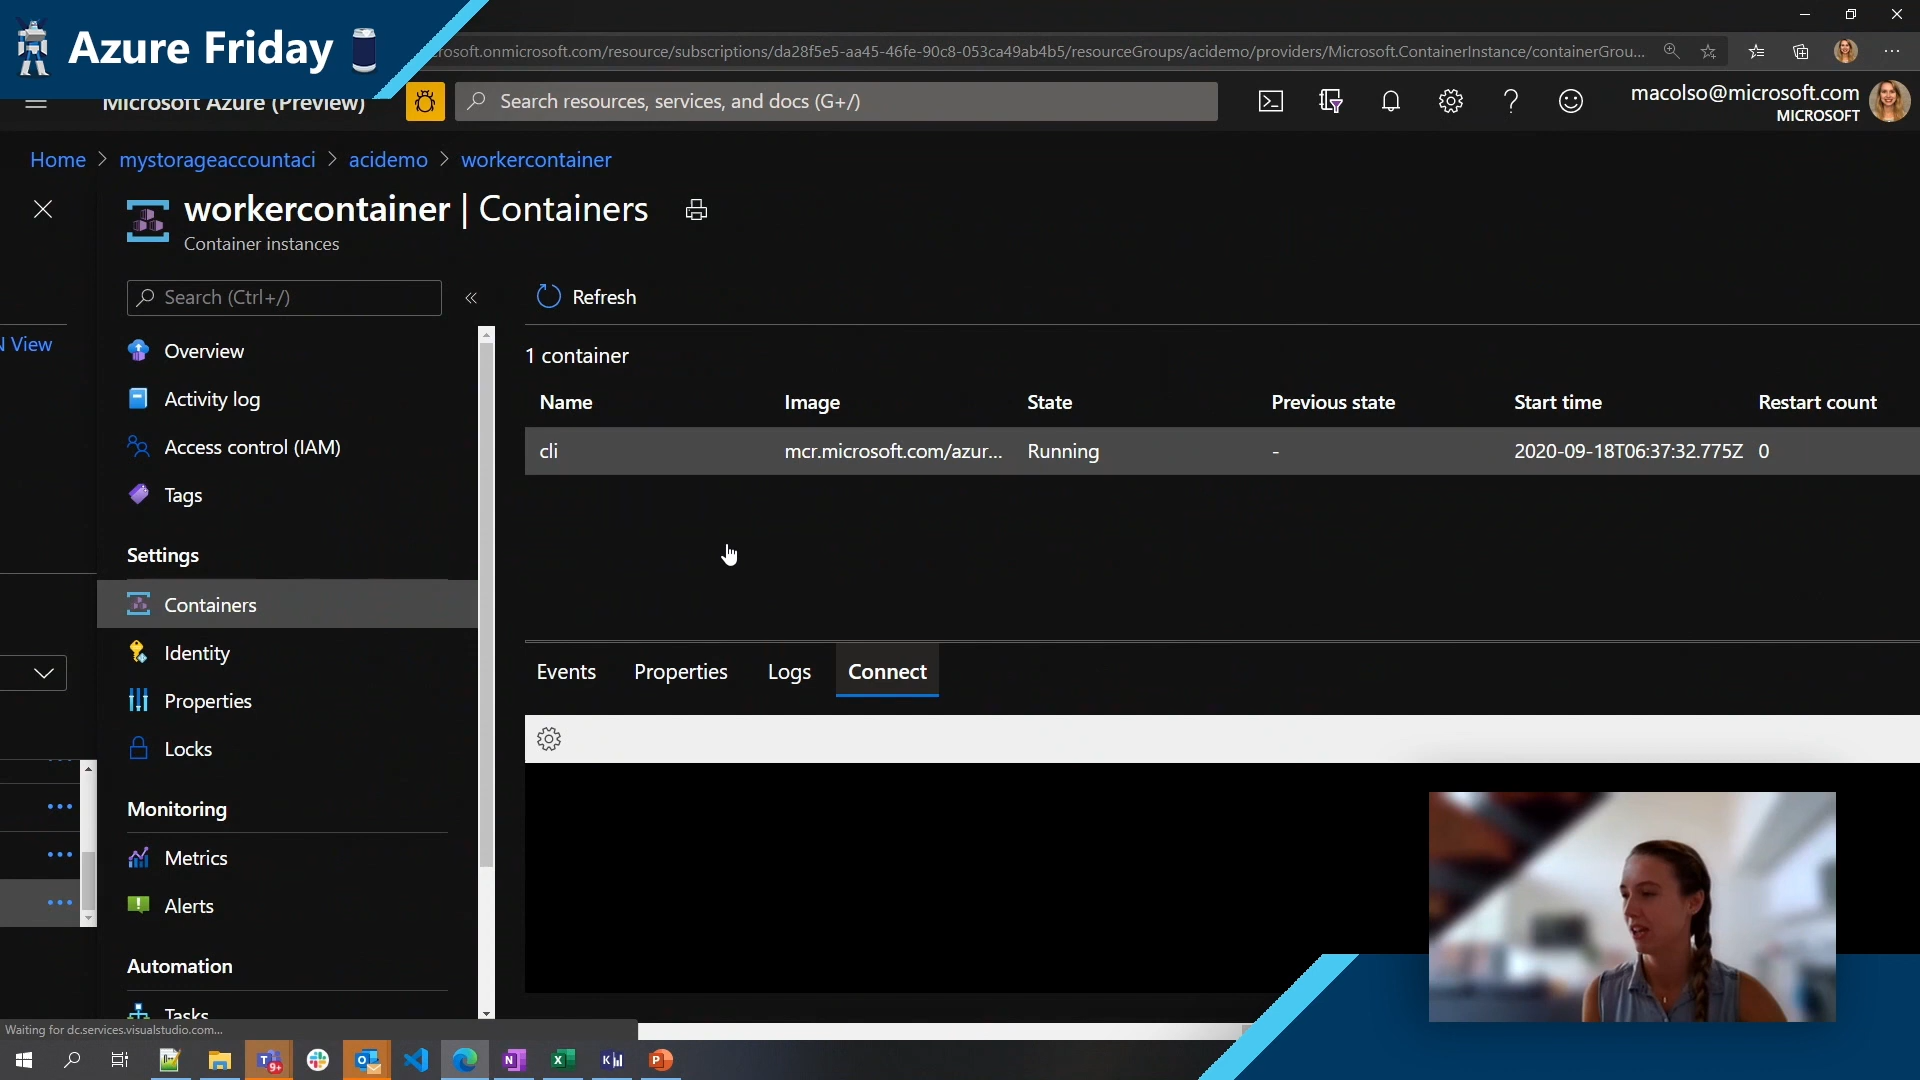 Azure Friday
rosoft.onmicrosoft.com/resource/subscriptions/da28f5e5-aa45-46fe-90c8-053ca49ab4b5/resourceGroups/acidemo/providers/Microsoft.ContainerInstance/containerGrou...
Microsoft Azure (Preview)
Search resources, services, and docs (G+/)
macolso@microsoft.com
MICROSOFT
Home > mystorageaccountaci > acidemo > workercontainer
workercontainer | Containers
Container instances
Search (Ctrl+/)
«
Refresh
View
Overview
Activity log
Access control (IAM)
Tags
Settings
Containers
Identity
Properties
Locks
Monitoring
Metrics
Alerts
Automation
Tasks
1 container
Name Image State Previous state Start time Restart count
cli mcr.microsoft.com/azur... Running - 2020-09-18T06:37:32.775Z 0
Events Properties Logs Connect
Waiting for dc.services.visualstudio.com...
9+